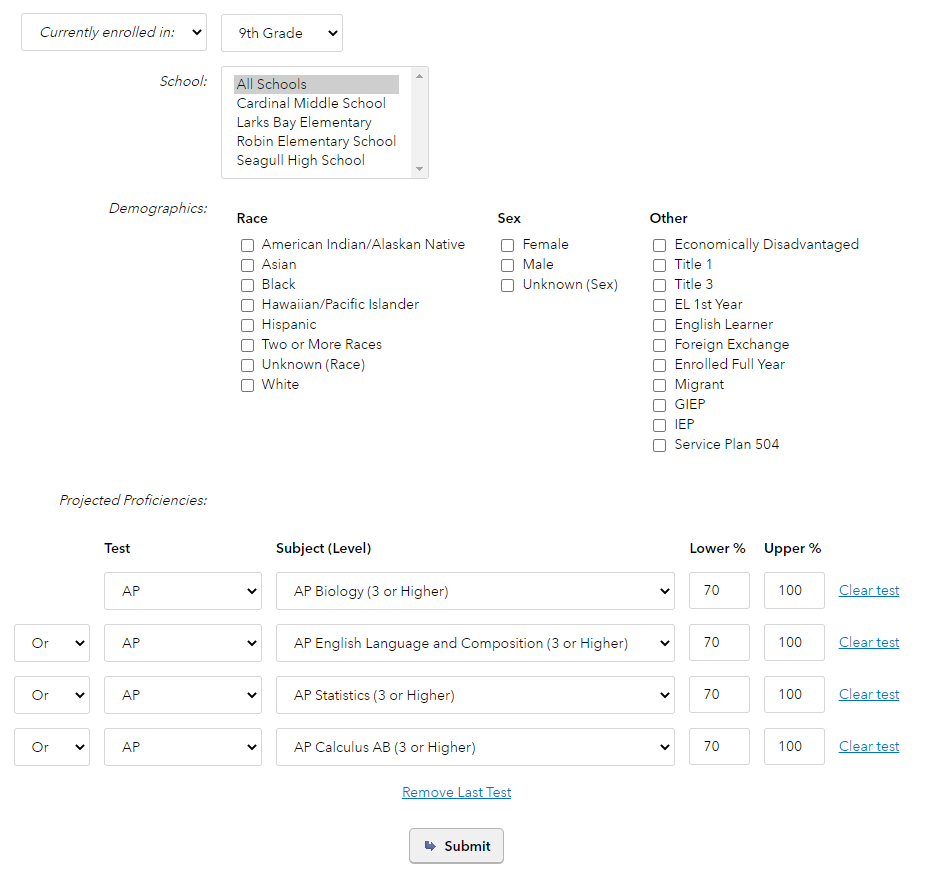 Currently enrolled in: 9th Grade
School:
All Schools
Cardinal Middle School
Larks Bay Elementary
Robin Elementary School
Seagull High School
Demographics:
Race
American Indian/Alaskan Native
Asian
Black
Hawaiian/Pacific Islander
Hispanic
Two or More Races
Unknown (Race)
White
Sex
Female
Male
Unknown (Sex)
Other
Economically Disadvantaged
Title 1
Title 3
EL 1st Year
English Learner
Foreign Exchange
Enrolled Full Year
Migrant
GIEP
IEP
Service Plan 504
Projected Proficiencies:
Test Subject (Level) Lower % Upper %
AP AP Biology (3 or Higher) 70 100 Clear test
Or AP AP English Language and Composition (3 or Higher) 70 100 Clear test
Or AP AP Statistics (3 or Higher) 70 100 Clear test
Or AP AP Calculus AB (3 or Higher) 70 100 Clear test
Remove Last Test
Submit